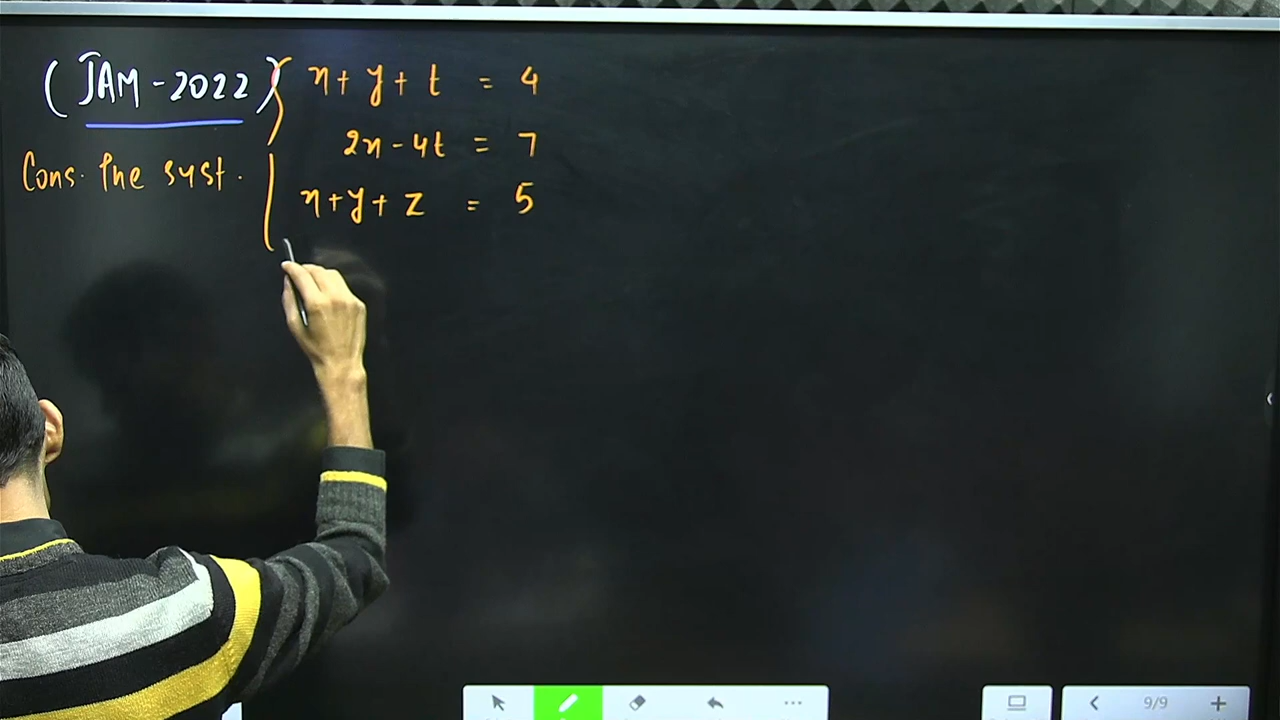 (JAM-2022)
x + y + t = 4
2x - 4t = 7
Cons. the syst.
x + y + z = 5
9/9